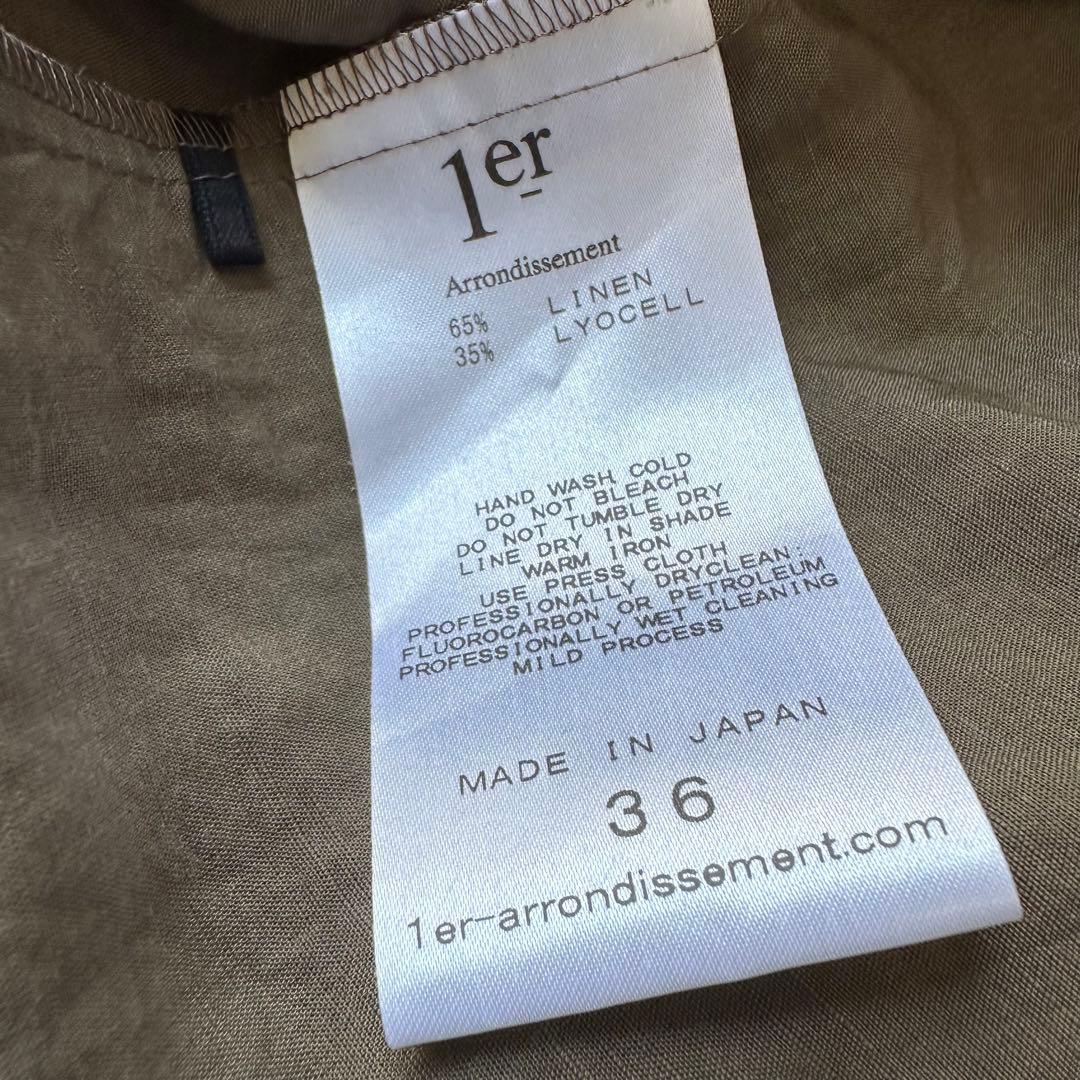 1er
Arrondissement
65% LINEN
35% LYOCELL
HAND WASH COLD
DO NOT BLEACH
DO NOT TUMBLE DRY
LINE DRY IN SHADE
WARM IRON
USE PRESS CLOTH
PROFESSIONALLY DRYCLEAN:
FLUOROCARBON OR PETROLEUM
PROFESSIONALLY WET CLEANING
MILD PROCESS
MADE IN JAPAN
36
1er-arrondissement.com